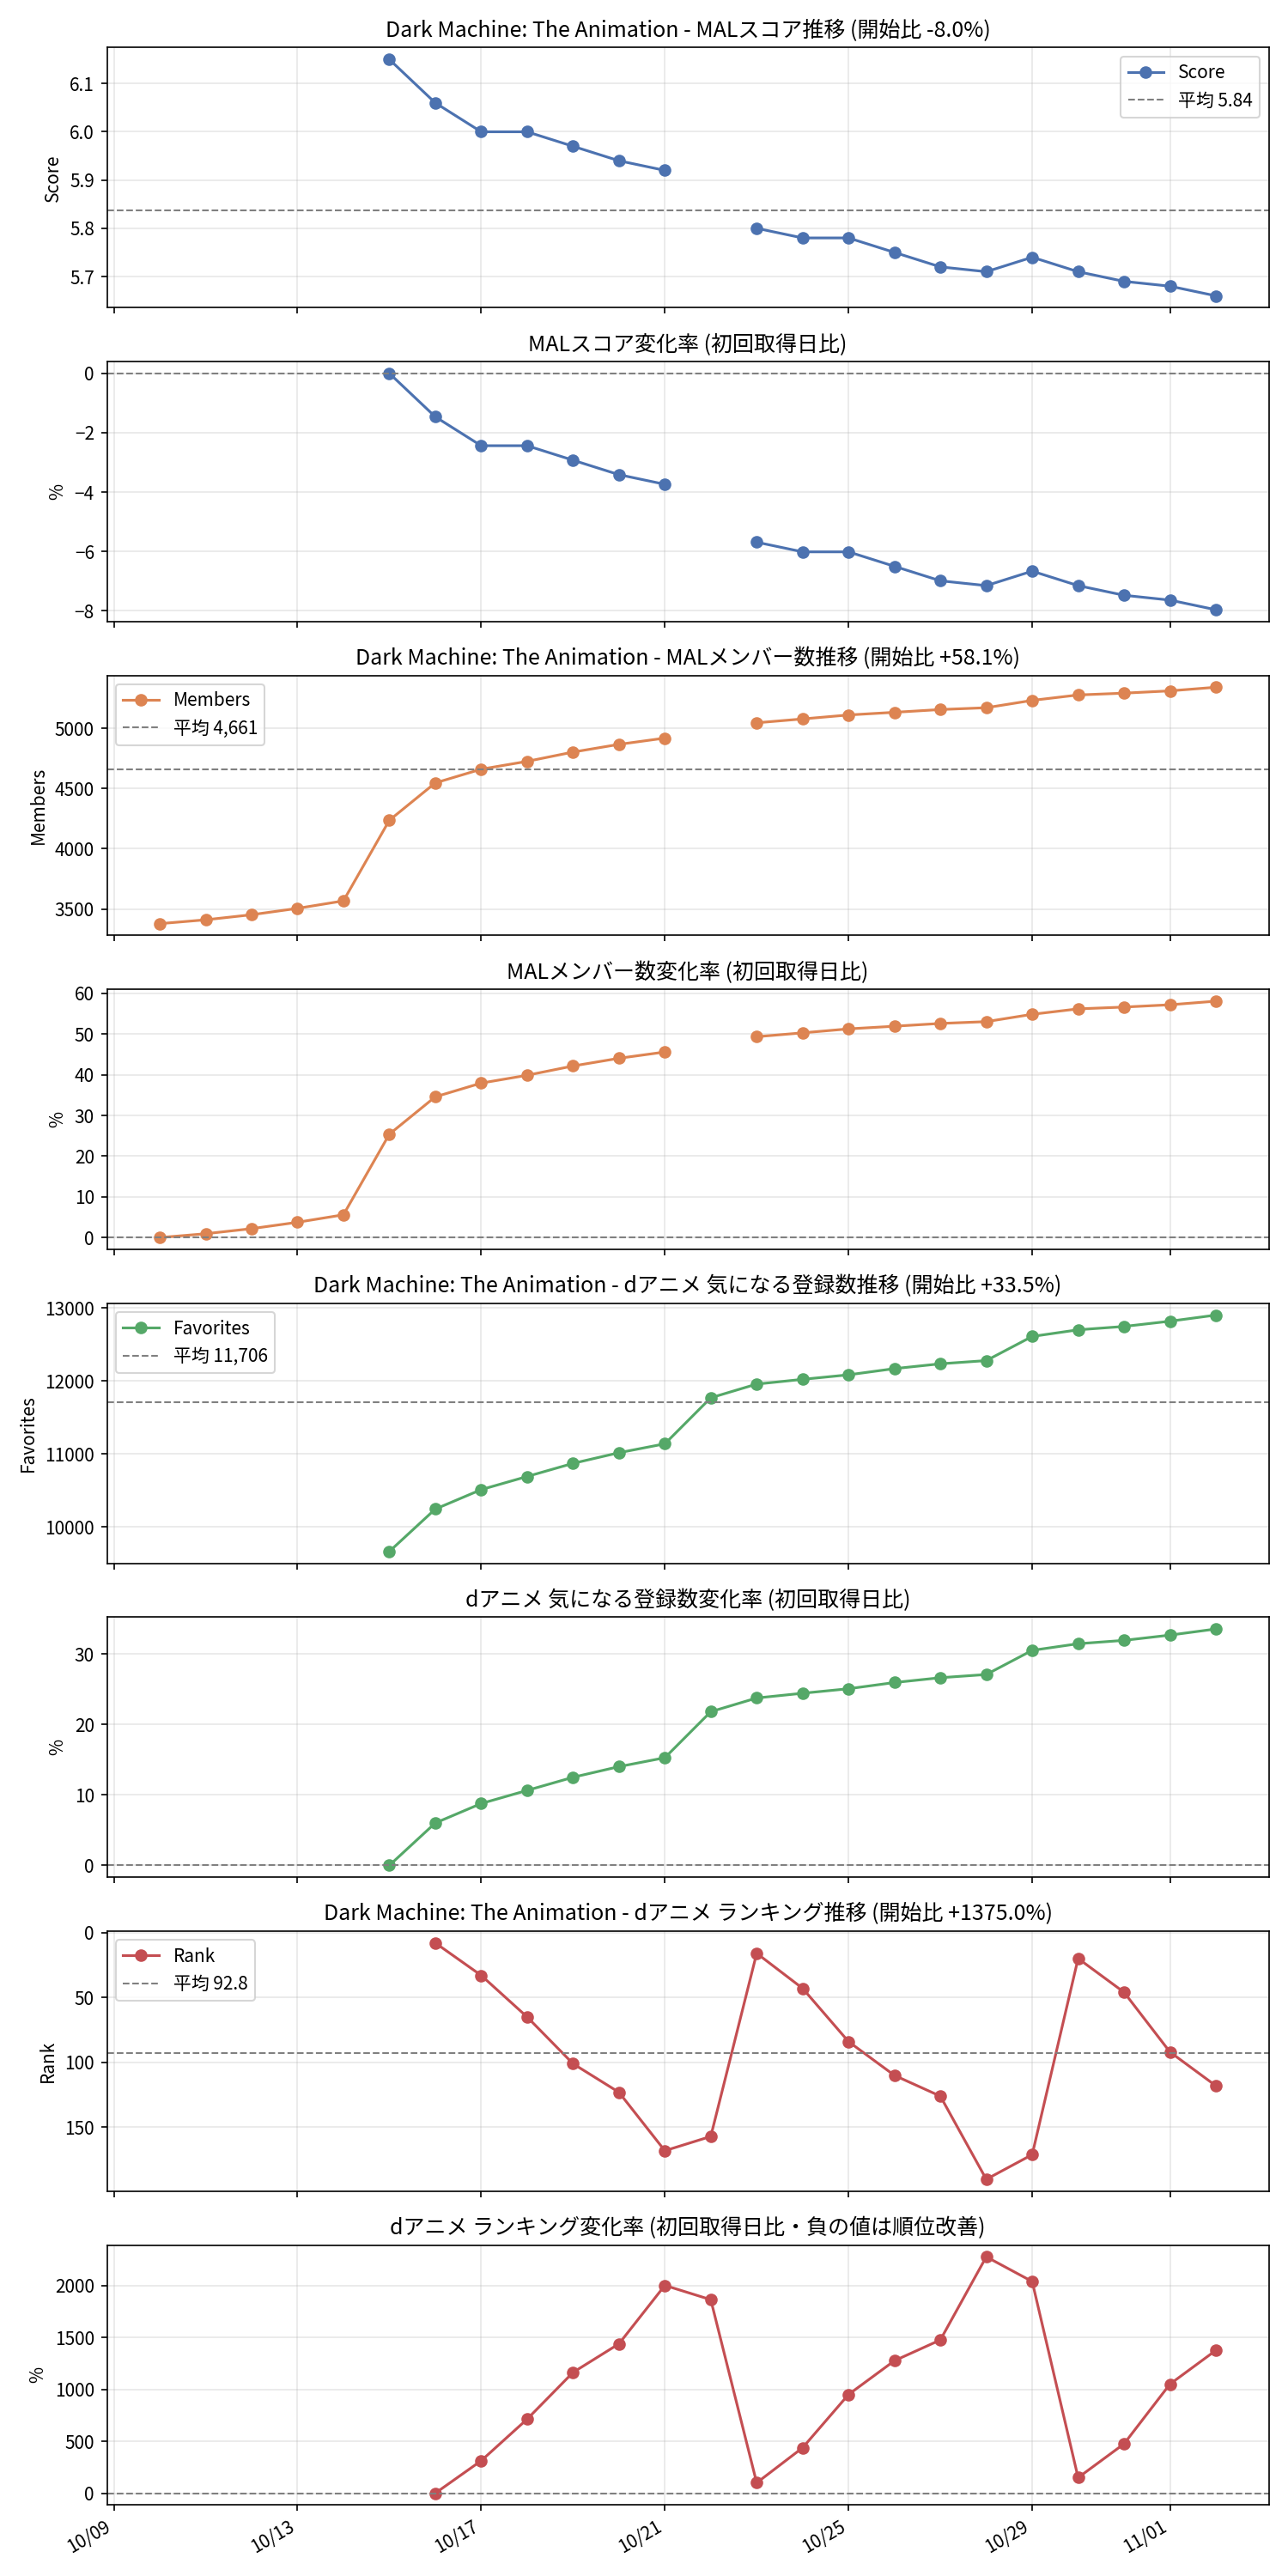 Dark Machine: The Animation - MALスコア推移 (開始比 -8.0%)
Score
平均 5.84
Score
6.1
6.0
5.9
5.8
5.7
MALスコア変化率 (初回取得日比)
%
0
−2
−4
−6
−8
Dark Machine: The Animation - MALメンバー数推移 (開始比 +58.1%)
Members
平均 4,661
Members
5000
4500
4000
3500
MALメンバー数変化率 (初回取得日比)
%
60
50
40
30
20
10
0
Dark Machine: The Animation - dアニメ 気になる登録数推移 (開始比 +33.5%)
Favorites
平均 11,706
Favorites
13000
12000
11000
10000
dアニメ 気になる登録数変化率 (初回取得日比)
%
30
20
10
0
Dark Machine: The Animation - dアニメ ランキング推移 (開始比 +1375.0%)
Rank
平均 92.8
Rank
0
50
100
150
dアニメ ランキング変化率 (初回取得日比・負の値は順位改善)
%
2000
1500
1000
500
0
10/09
10/13
10/17
10/21
10/25
10/29
11/01